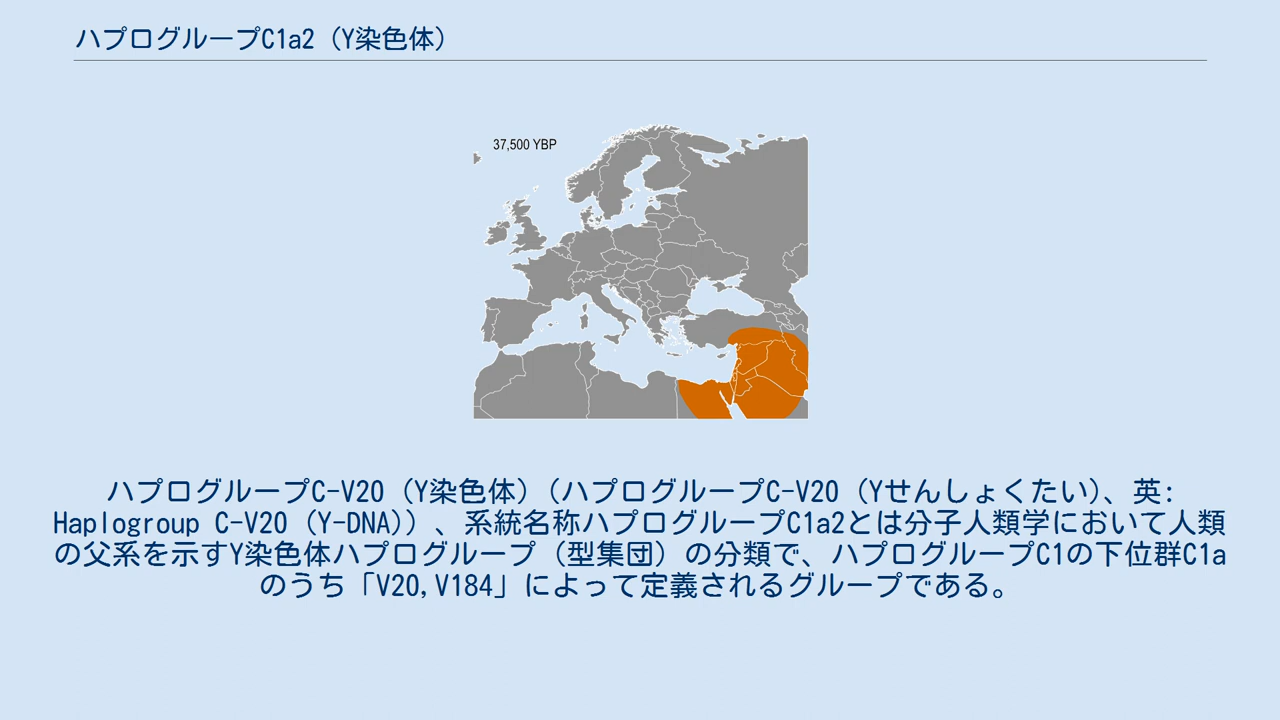 ハプログループC1a2（Y染色体）
37,500 YBP
ハプログループC-V20（Y染色体）（ハプログループC-V20（Yせんしょくたい）、英:
Haplogroup C-V20（Y-DNA））、系統名称ハプログループC1a2とは分子人類学において人類
の父系を示すY染色体ハプログループ（型集団）の分類で、ハプログループC1の下位群C1a
のうち「V20,V184」によって定義されるグループである。